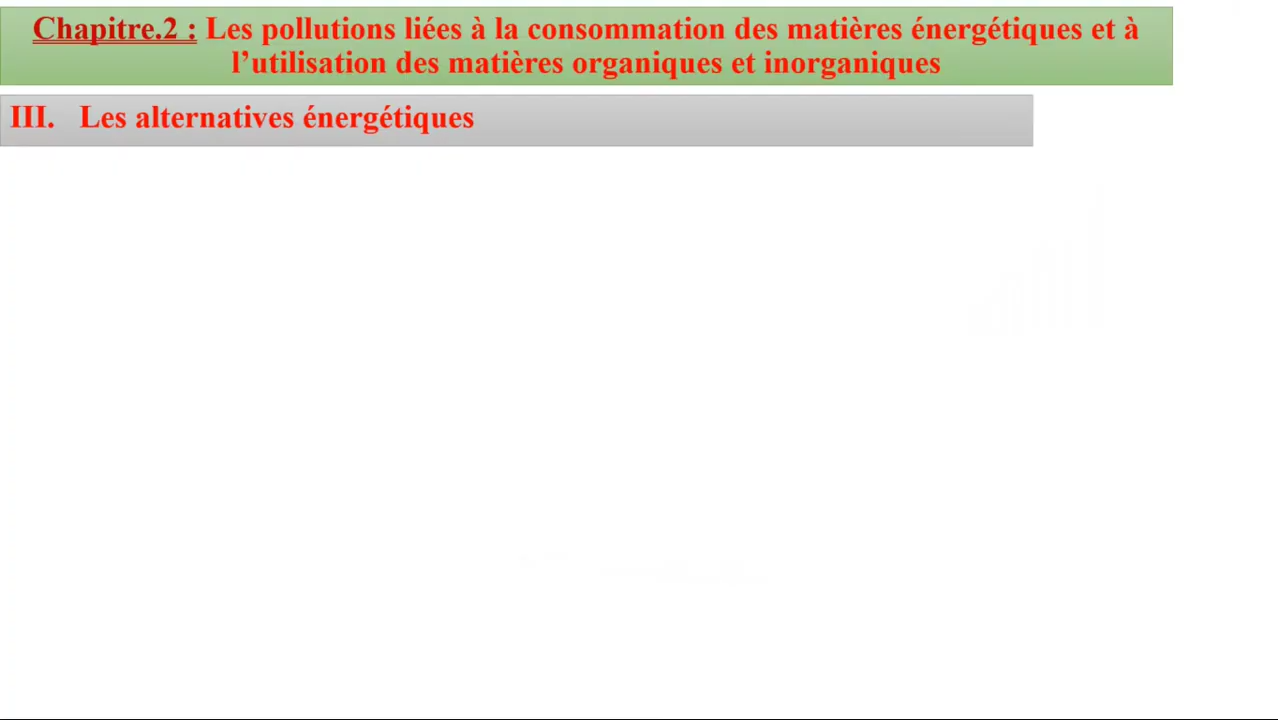 Chapitre.2 : Les pollutions liées à la consommation des matières énergétiques et à
l’utilisation des matières organiques et inorganiques
III. Les alternatives énergétiques